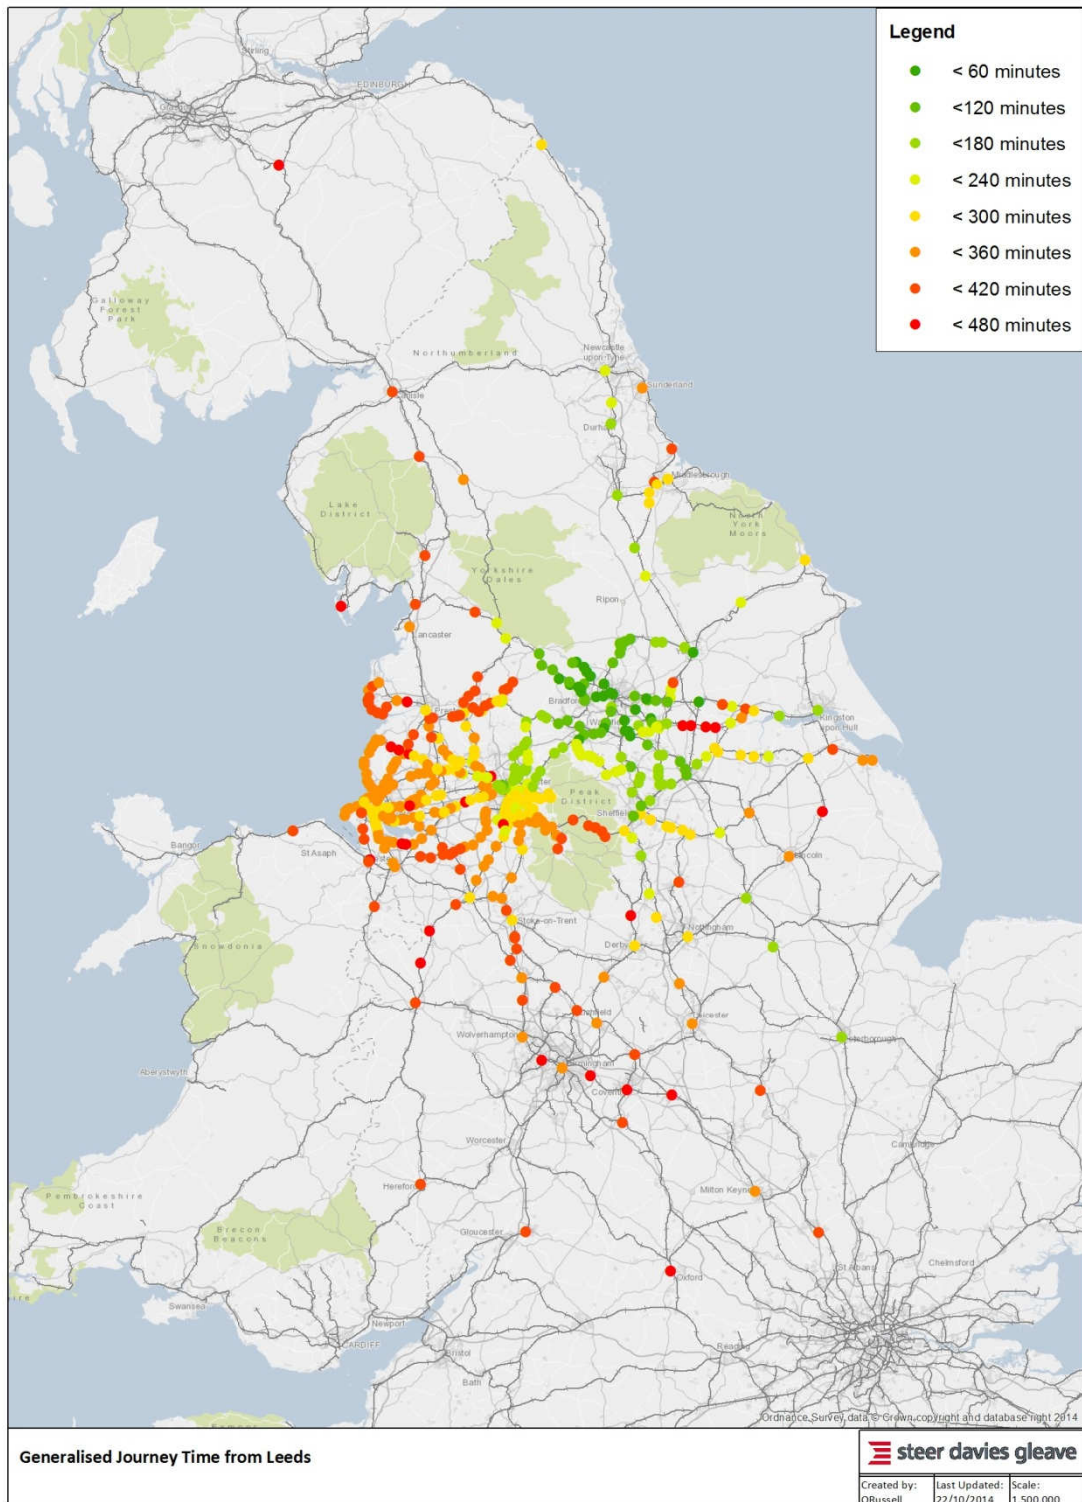 Legend
< 60 minutes
<120 minutes
<180 minutes
< 240 minutes
< 300 minutes
< 360 minutes
< 420 minutes
< 480 minutes
Stirling
EDINBURGH
Galloway
Forest
Park
Northumberland
Newcastle
upon-Tyne
Sunderland
Carlisle
Durham
Middlesbrough
Lake
District
North
York
Moors
Yorkshire
Dales
Ripon
Lancaster
Bradford
Kingston
upon-Hull
Peak
District
Sheffield
Bangor
St Asaph
Lincoln
Stoke-on-Trent
Nottingham
Snowdonia
Wolverhampton
Birmingham
Aberystwyth
Worcester
Cambridge
Hereford
Milton Keynes
Pembrokeshire
Coast
Brecon
Beacons
Gloucester
St Albans
Chelmsford
Oxford
Swansea
Newport
CARDIFF
Bristol
Reading
Bath
Ordnance Survey data © Crown copyright and database right 2014
Generalised Journey Time from Leeds
steer davies gleave
Created by:
ORussell
Last Updated:
22/10/2014
Scale:
1:500,000